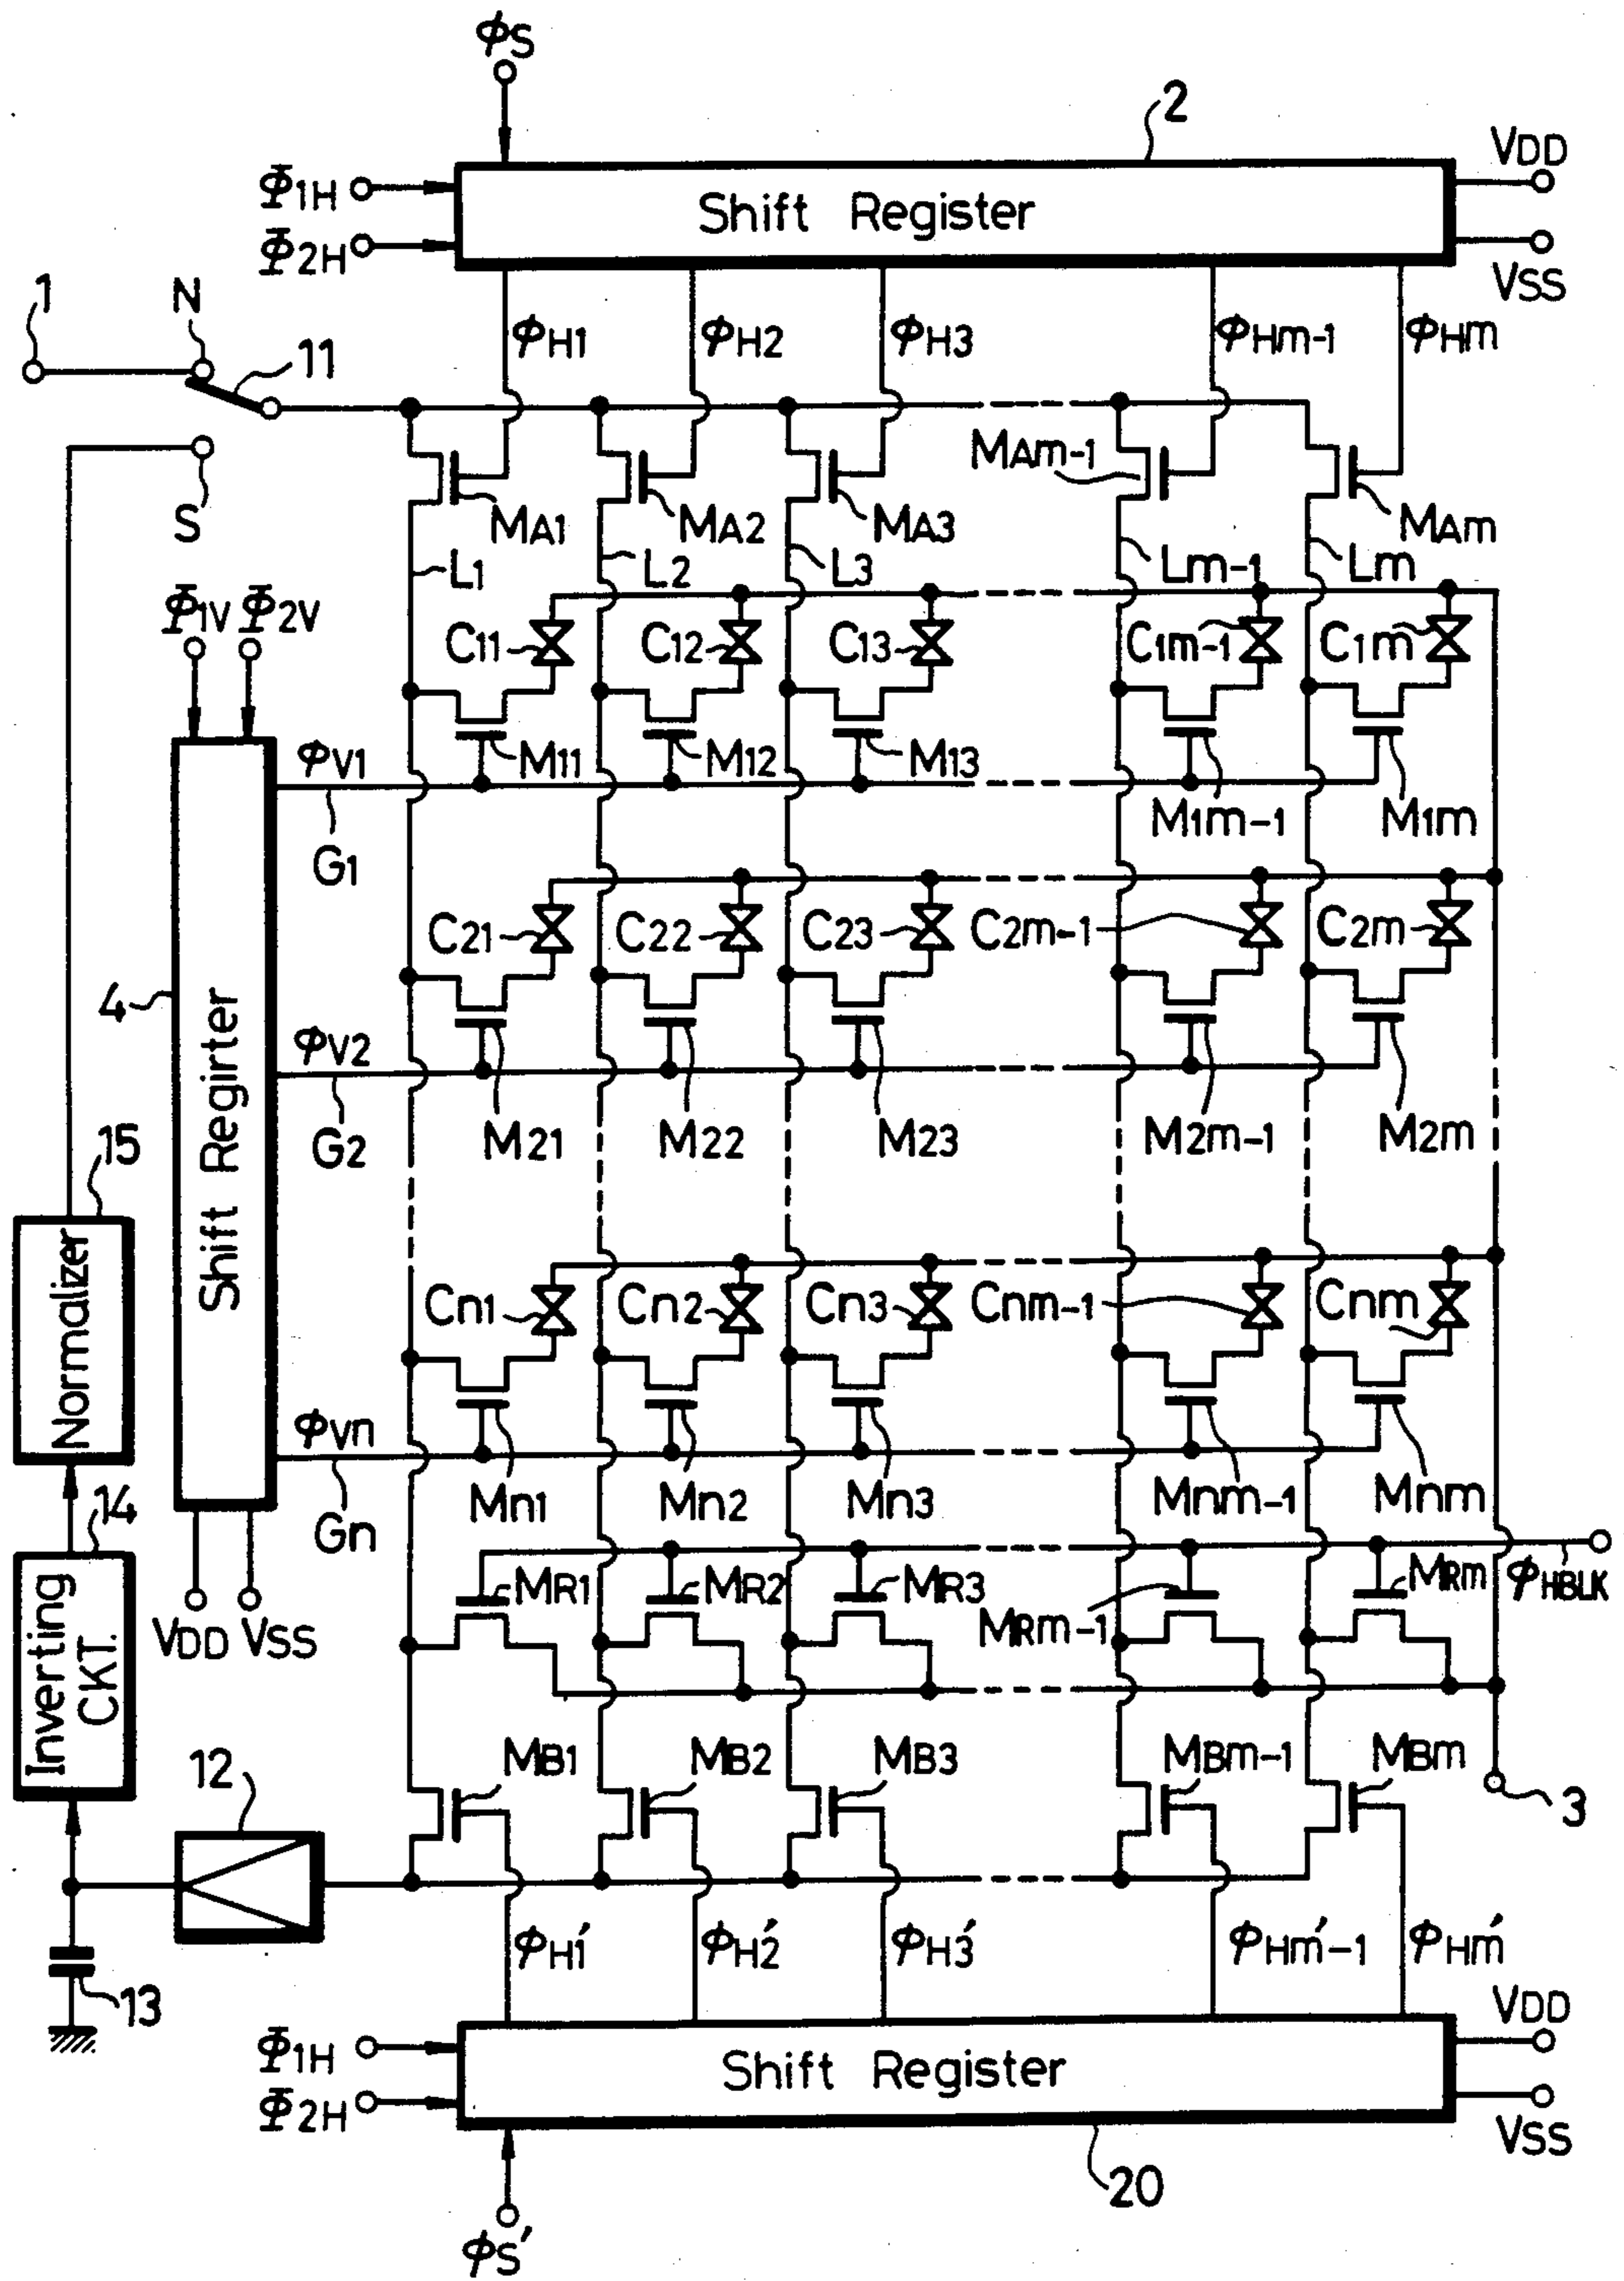 ϕS
2
VDD
Φ1H
Shift Register
Φ2H
VSS
1
N
11
ϕH1
ϕH2
ϕH3
ϕHm-1
ϕHm
S
MA1
MA2
MA3
MAm-1
MAm
L1
L2
L3
Lm-1
Lm
Φ1V
Φ2V
C11
C12
C13
C1m-1
C1m
ϕV1
M11
M12
M13
M1m-1
M1m
G1
C21
C22
C23
C2m-1
C2m
4
Shift Regirter
ϕV2
G2
M21
M22
M23
M2m-1
M2m
15
Normalizer
Cn1
Cn2
Cn3
Cnm-1
Cnm
ϕVn
Gn
Mn1
Mn2
Mn3
Mnm-1
Mnm
14
Inverting
CKT.
VDD
VSS
MR1
MR2
MR3
MRm-1
MRm
ϕHBLK
12
MB1
MB2
MB3
MBm-1
MBm
3
13
ϕH1'
ϕH2'
ϕH3'
ϕHm'-1
ϕHm'
VDD
Φ1H
Shift Register
Φ2H
VSS
20
ϕS'